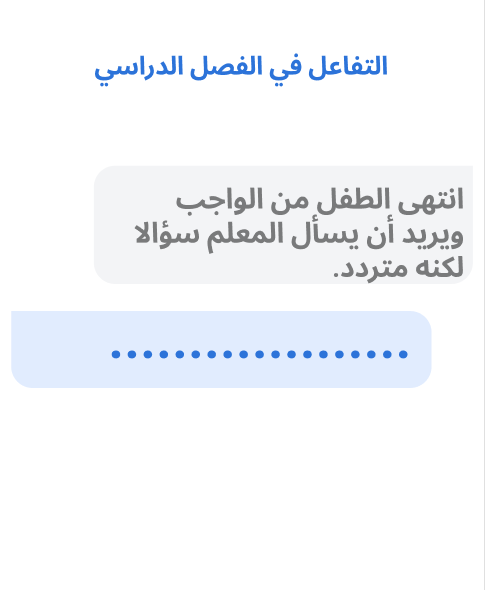 التفاعل في الفصل الدراسي
انتهى الطفل من الواجب
ويريد أن يسأل المعلم سؤالا
لكنه متردد.
...................